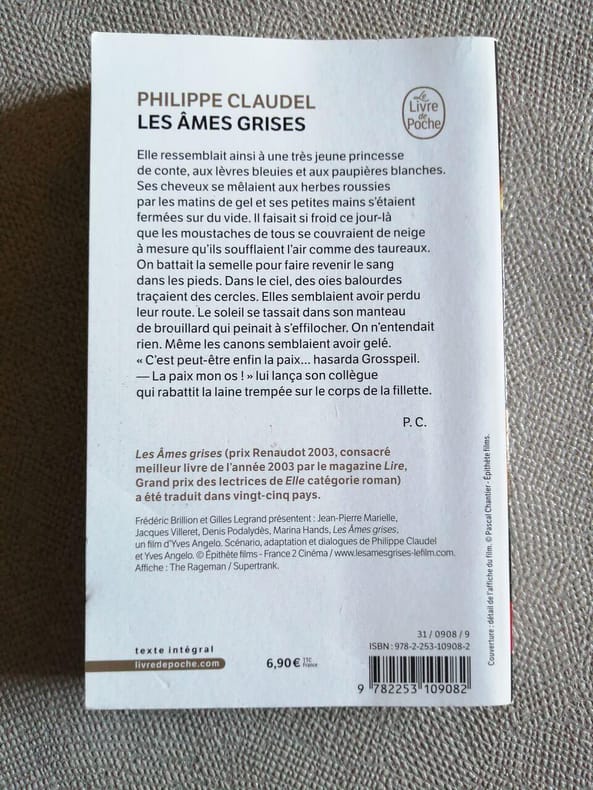 PHILIPPE CLAUDEL
LES ÂMES GRISES
Le
Livre
de
Poche
Elle ressemblait ainsi à une très jeune princesse
de conte, aux lèvres bleuies et aux paupières blanches.
Ses cheveux se mêlaient aux herbes roussies
par les matins de gel et ses petites mains s'étaient
fermées sur du vide. Il faisait si froid ce jour-là
que les moustaches de tous se couvraient de neige
à mesure qu'ils soufflaient l'air comme des taureaux.
On battait la semelle pour faire revenir le sang
dans les pieds. Dans le ciel, des oies balourdes
traçaient des cercles. Elles semblaient avoir perdu
leur route. Le soleil se tassait dans son manteau
de brouillard qui peinait à s'effilocher. On n'entendait
rien. Même les canons semblaient avoir gelé.
« C'est peut-être enfin la paix... hasarda Grosspeil.
— La paix mon os ! » lui lança son collègue
qui rabattit la laine trempée sur le corps de la fillette.
P. C.
Les Âmes grises (prix Renaudot 2003, consacré
meilleur livre de l'année 2003 par le magazine Lire,
Grand prix des lectrices de Elle catégorie roman)
a été traduit dans vingt-cinq pays.
Frédéric Brillion et Gilles Legrand présentent : Jean-Pierre Marielle,
Jacques Villeret, Denis Podalydès, Marina Hands, Les Âmes grises,
un film d'Yves Angelo. Scénario, adaptation et dialogues de Philippe Claudel
et Yves Angelo. © Épithète films - France 2 Cinéma / www.lesamesgrises-lefilm.com.
Affiche : The Rageman / Supertrank.
Couverture : détail de l'affiche du film. © Pascal Chantier - Épithète films.
texte intégral
livredepoche.com
6,90 € TTC
France
31 / 0908 / 9
ISBN : 978-2-253-10908-2
9 782253 109082